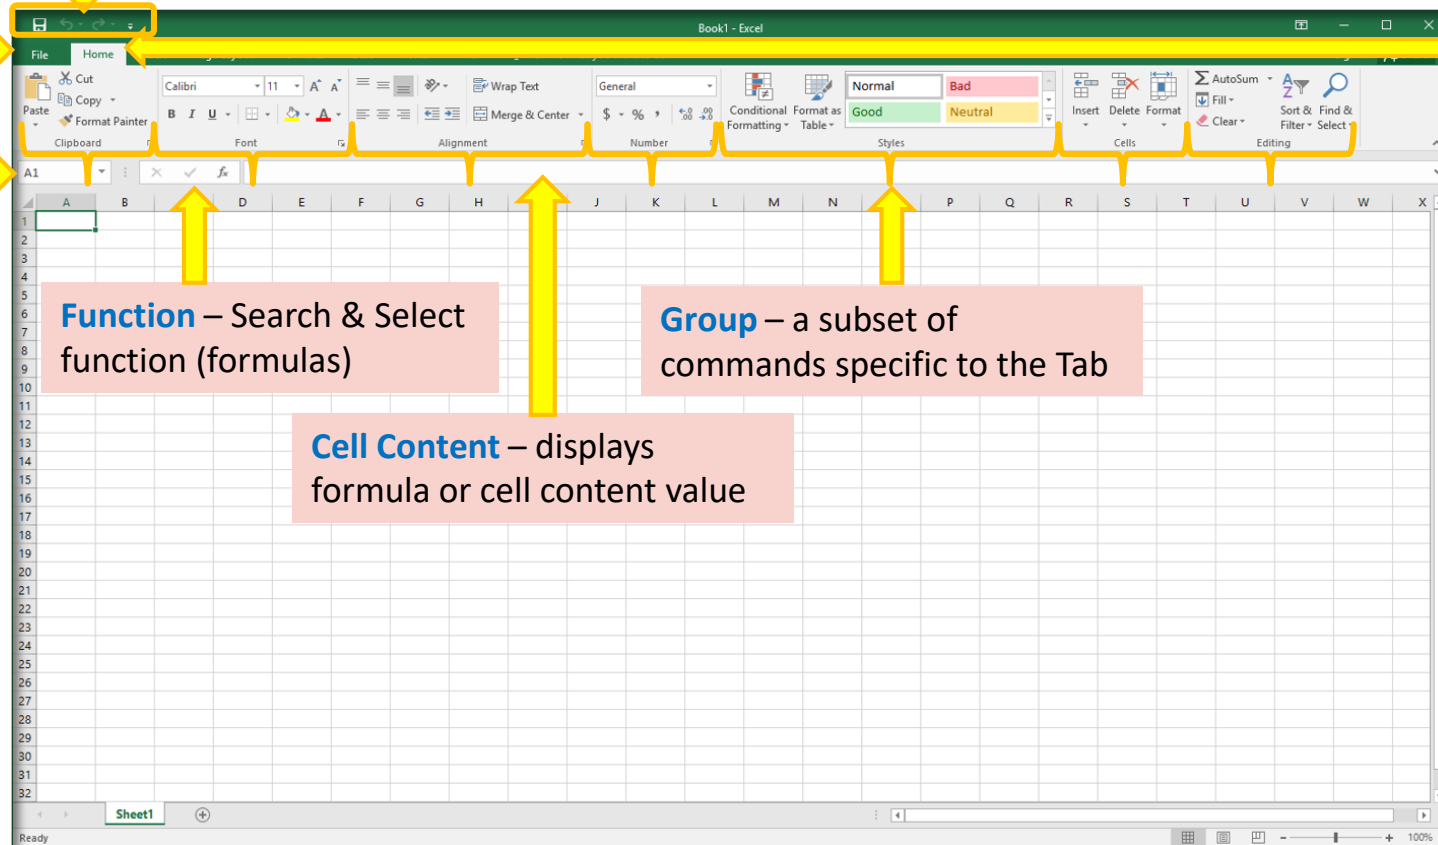 Book1 - Excel
File Home
Cut
Copy
Format Painter
Paste
Clipboard
Calibri 11 A A
B I U A
Font
Wrap Text
Merge & Center
Alignment
General
$ % , .0 .00 .00 .0
Number
Conditional Formatting
Format as Table
Normal Bad
Good Neutral
Styles
Insert Delete Format
Cells
AutoSum
Fill
Clear
Sort & Filter
Find & Select
Editing
A1 fx
A B D E F G H J K L M N P Q R S T U V W X
1
2
3
4
5
6
7
8
9
10
11
12
13
14
15
16
17
18
19
20
21
22
23
24
25
26
27
28
29
30
31
32
Function – Search & Select
function (formulas)
Group – a subset of
commands specific to the Tab
Cell Content – displays
formula or cell content value
Sheet1
Ready
100%